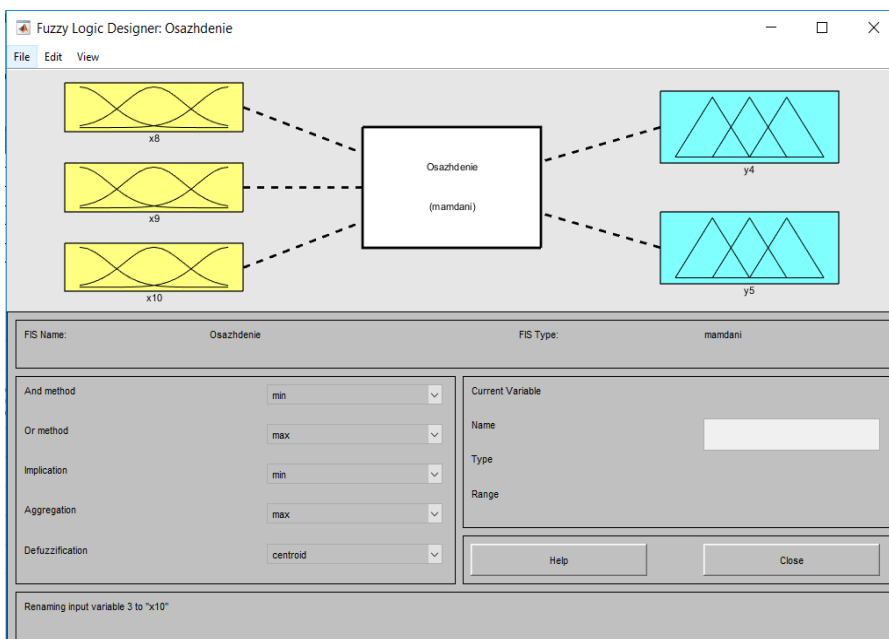 Fuzzy Logic Designer: Osazhdenie
File Edit View
x8
x9
x10
Osazhdenie
(mamdani)
y4
y5
FIS Name: Osazhdenie FIS Type: mamdani
And method min
Or method max
Implication min
Aggregation max
Defuzzification centroid
Current Variable
Name
Type
Range
Help Close
Renaming input variable 3 to "x10"